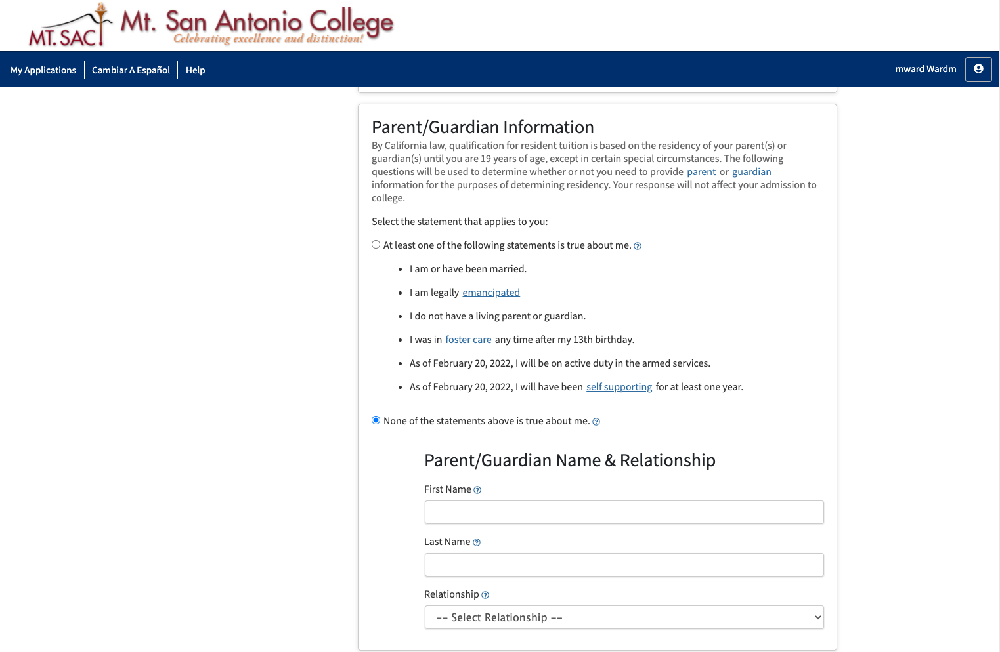 MT. SAC
Mt. San Antonio College
Celebrating excellence and distinction!
My Applications
Cambiar A Español
Help
mward Wardm
Parent/Guardian Information
By California law, qualification for resident tuition is based on the residency of your parent(s) or
guardian(s) until you are 19 years of age, except in certain special circumstances. The following
questions will be used to determine whether or not you need to provide parent or guardian
information for the purposes of determining residency. Your response will not affect your admission to
college.
Select the statement that applies to you:
At least one of the following statements is true about me. ?
• I am or have been married.
• I am legally emancipated
• I do not have a living parent or guardian.
• I was in foster care any time after my 13th birthday.
• As of February 20, 2022, I will be on active duty in the armed services.
• As of February 20, 2022, I will have been self supporting for at least one year.
None of the statements above is true about me. ?
Parent/Guardian Name & Relationship
First Name ?
Last Name ?
Relationship ?
-- Select Relationship --